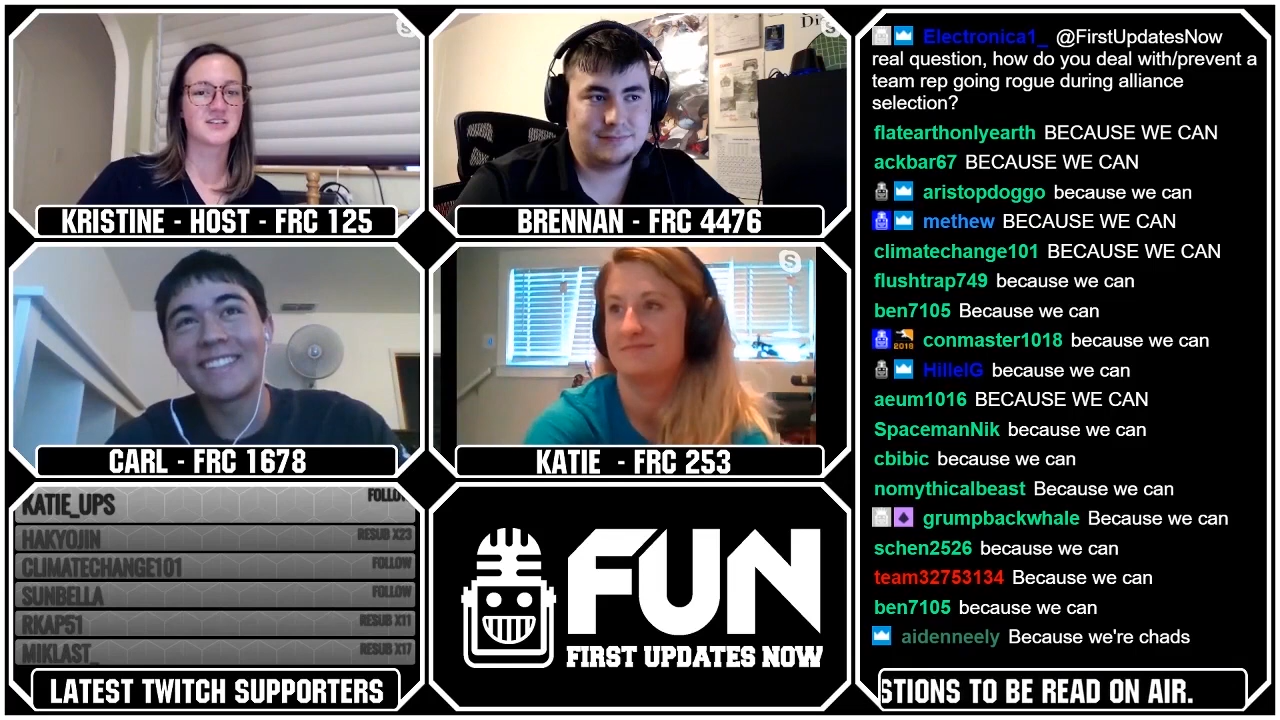 KRISTINE - HOST - FRC 125
BRENNAN - FRC 4476
CARL - FRC 1678
KATIE - FRC 253
KATIE_UPS
HAKYOJIN RESUB X23
CLIMATECHANGE101 FOLLOW
SUNBELLA FOLLOW
RKAP51 RESUB X11
MIKLAST_ RESUB X17
LATEST TWITCH SUPPORTERS
FUN
FIRST UPDATES NOW
Electronica1_ @FirstUpdatesNow
real question, how do you deal with/prevent a
team rep going rogue during alliance
selection?
flatearthonlyearth BECAUSE WE CAN
ackbar67 BECAUSE WE CAN
aristopdoggo because we can
methew BECAUSE WE CAN
climatechange101 BECAUSE WE CAN
flushtrap749 because we can
ben7105 Because we can
2018 conmaster1018 because we can
HillelG because we can
aeum1016 BECAUSE WE CAN
SpacemanNik because we can
cbibic because we can
nomythicalbeast Because we can
grumpbackwhale Because we can
schen2526 because we can
team32753134 Because we can
ben7105 because we can
aidenneely Because we're chads
STIONS TO BE READ ON AIR.